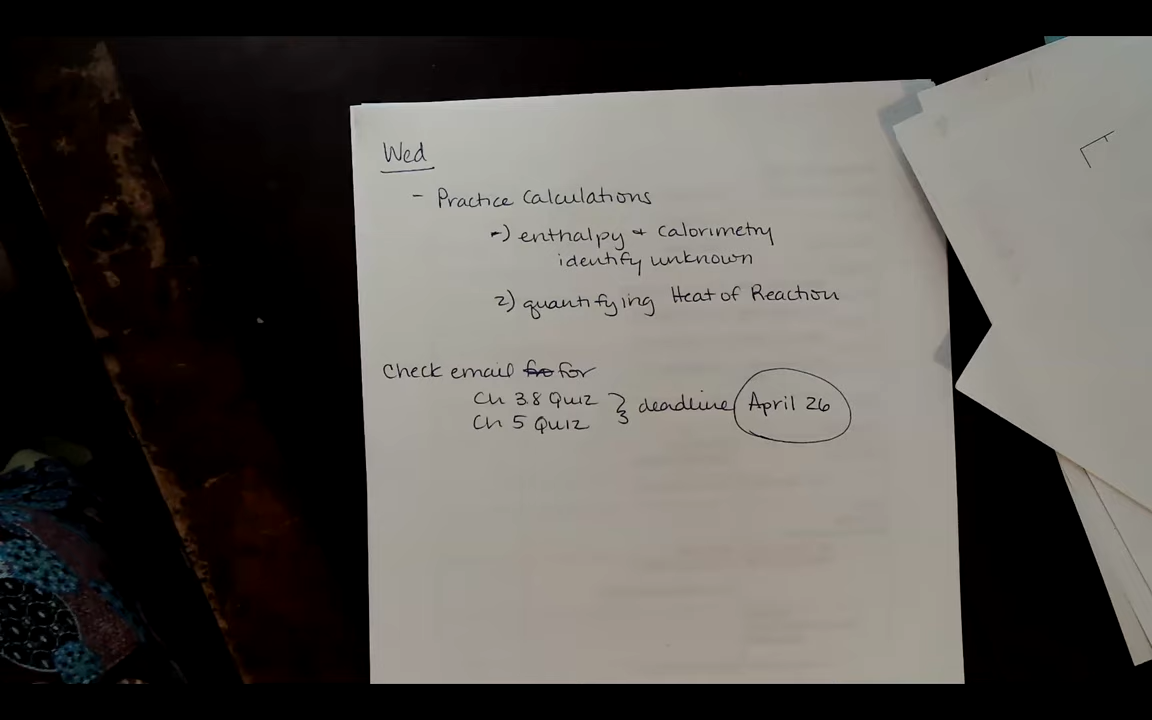 Wed
- Practice Calculations
1) enthalpy + Calorimetry
identify unknown
2) quantifying Heat of Reaction
Check email for for
Ch 3.8 Quiz } deadline April 26
Ch 5 Quiz